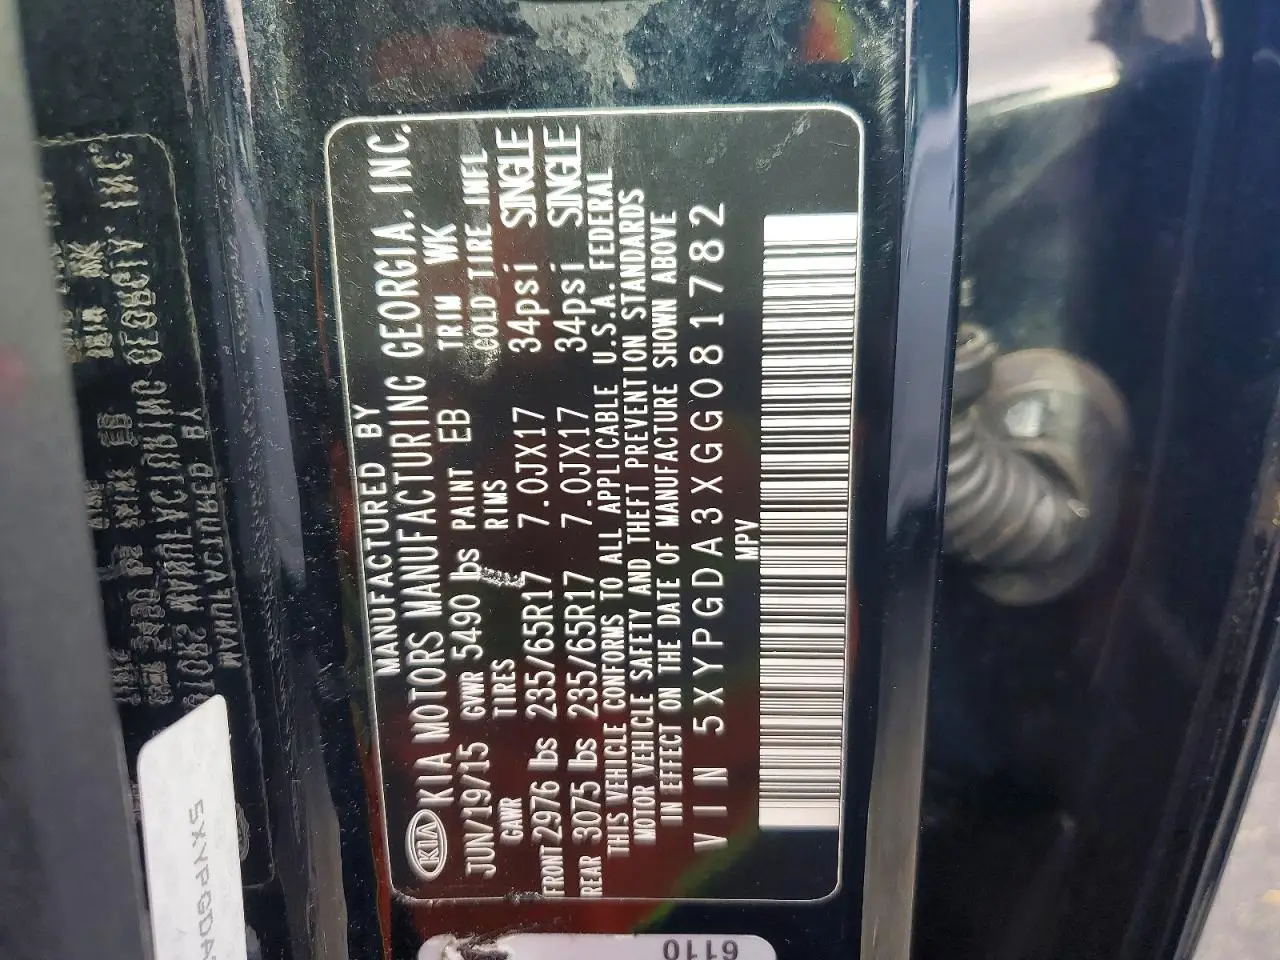 MANUFACTURED BY
KIA KIA MOTORS MANUFACTURING GEORGIA, INC.
JUN/19/15 GVWR 5490 lbs PAINT EB TRIM WK
GAWR TIRES RIMS COLD TIRE INFL
FRONT 2976 lbs 235/65R17 7.0JX17 34psi SINGLE
REAR 3075 lbs 235/65R17 7.0JX17 34psi SINGLE
THIS VEHICLE CONFORMS TO ALL APPLICABLE U.S.A. FEDERAL
MOTOR VEHICLE SAFETY AND THEFT PREVENTION STANDARDS
IN EFFECT ON THE DATE OF MANUFACTURE SHOWN ABOVE
VIN 5XYPGDA3XGG081782
MPV
6110
5XYPGDA